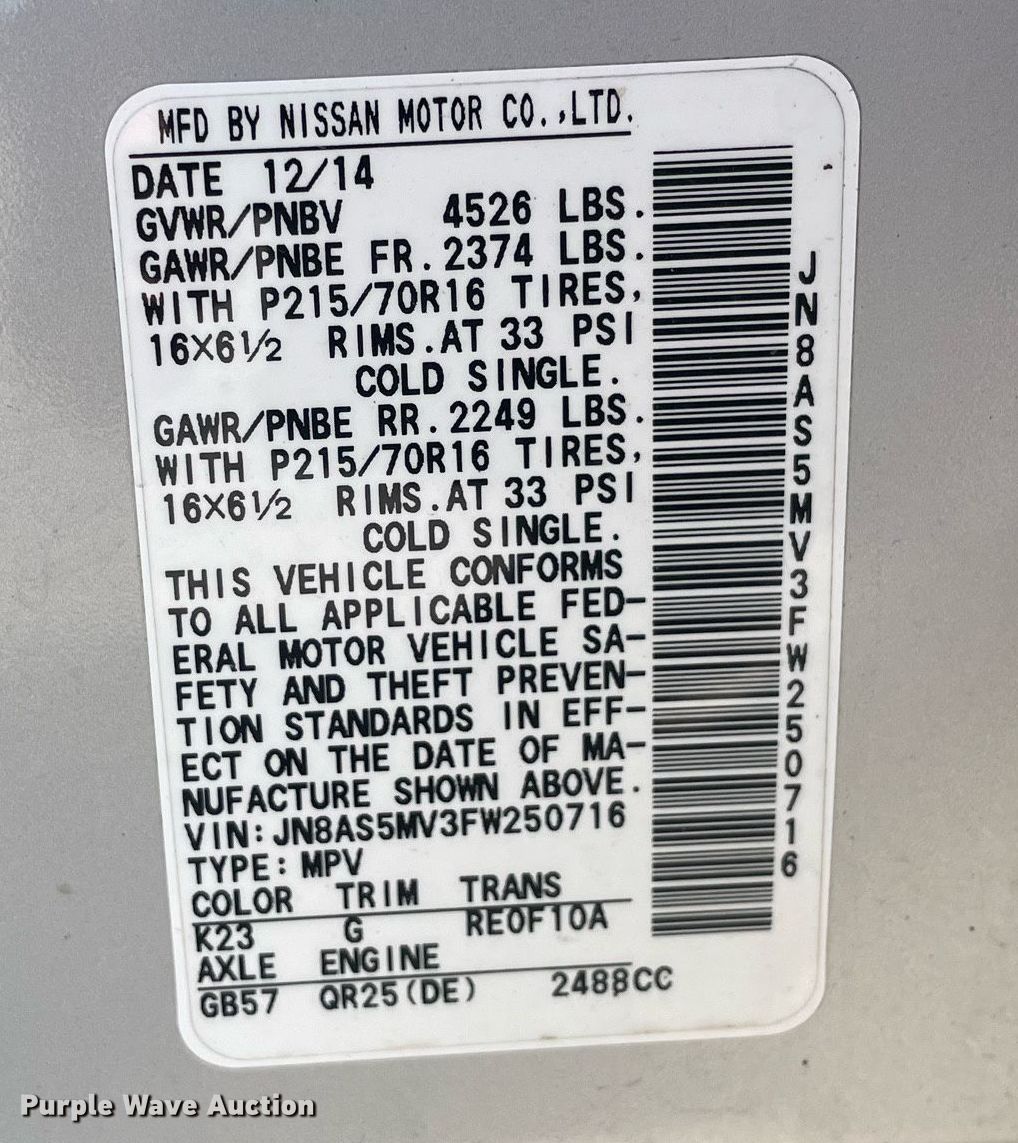 MFD BY NISSAN MOTOR CO.,LTD.
DATE 12/14
GVWR/PNBV 4526 LBS.
GAWR/PNBE FR.2374 LBS.
WITH P215/70R16 TIRES,
16×6½ RIMS.AT 33 PSI
COLD SINGLE.
GAWR/PNBE RR.2249 LBS.
WITH P215/70R16 TIRES,
16×6½ RIMS.AT 33 PSI
COLD SINGLE.
THIS VEHICLE CONFORMS
TO ALL APPLICABLE FED-
ERAL MOTOR VEHICLE SA-
FETY AND THEFT PREVEN-
TION STANDARDS IN EFF-
ECT ON THE DATE OF MA-
NUFACTURE SHOWN ABOVE.
VIN:JN8AS5MV3FW250716
TYPE:MPV
COLOR TRIM TRANS
K23 G RE0F10A
AXLE ENGINE
GB57 QR25(DE) 2488CC
JN8AS5MV3FW250716
Purple Wave Auction